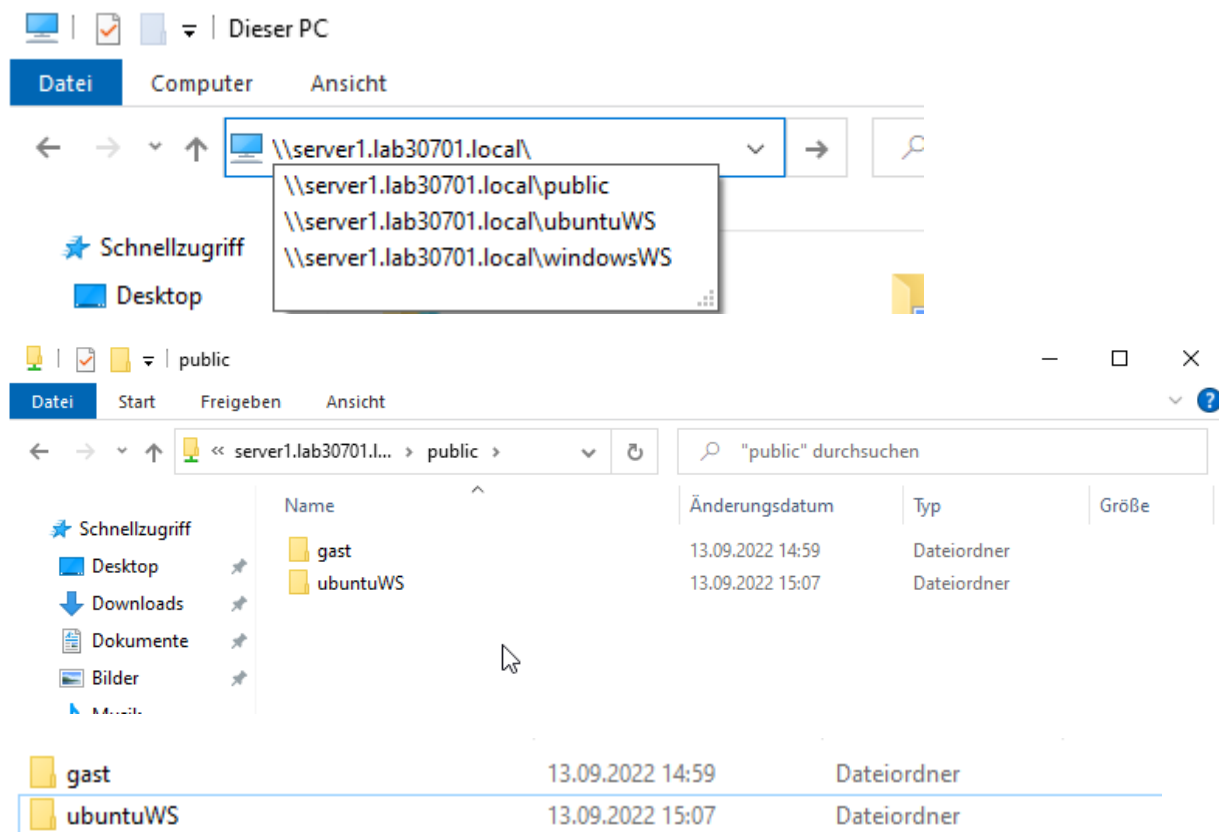 Dieser PC
Datei Computer Ansicht
\\server1.lab30701.local\
\\server1.lab30701.local\public
\\server1.lab30701.local\ubuntuWS
\\server1.lab30701.local\windowsWS
Schnellzugriff
Desktop
public
Datei Start Freigeben Ansicht
« server1.lab30701.l... › public › "public" durchsuchen
Name Änderungsdatum Typ Größe
Schnellzugriff
Desktop
Downloads
Dokumente
Bilder
gast 13.09.2022 14:59 Dateiordner
ubuntuWS 13.09.2022 15:07 Dateiordner
gast 13.09.2022 14:59 Dateiordner
ubuntuWS 13.09.2022 15:07 Dateiordner